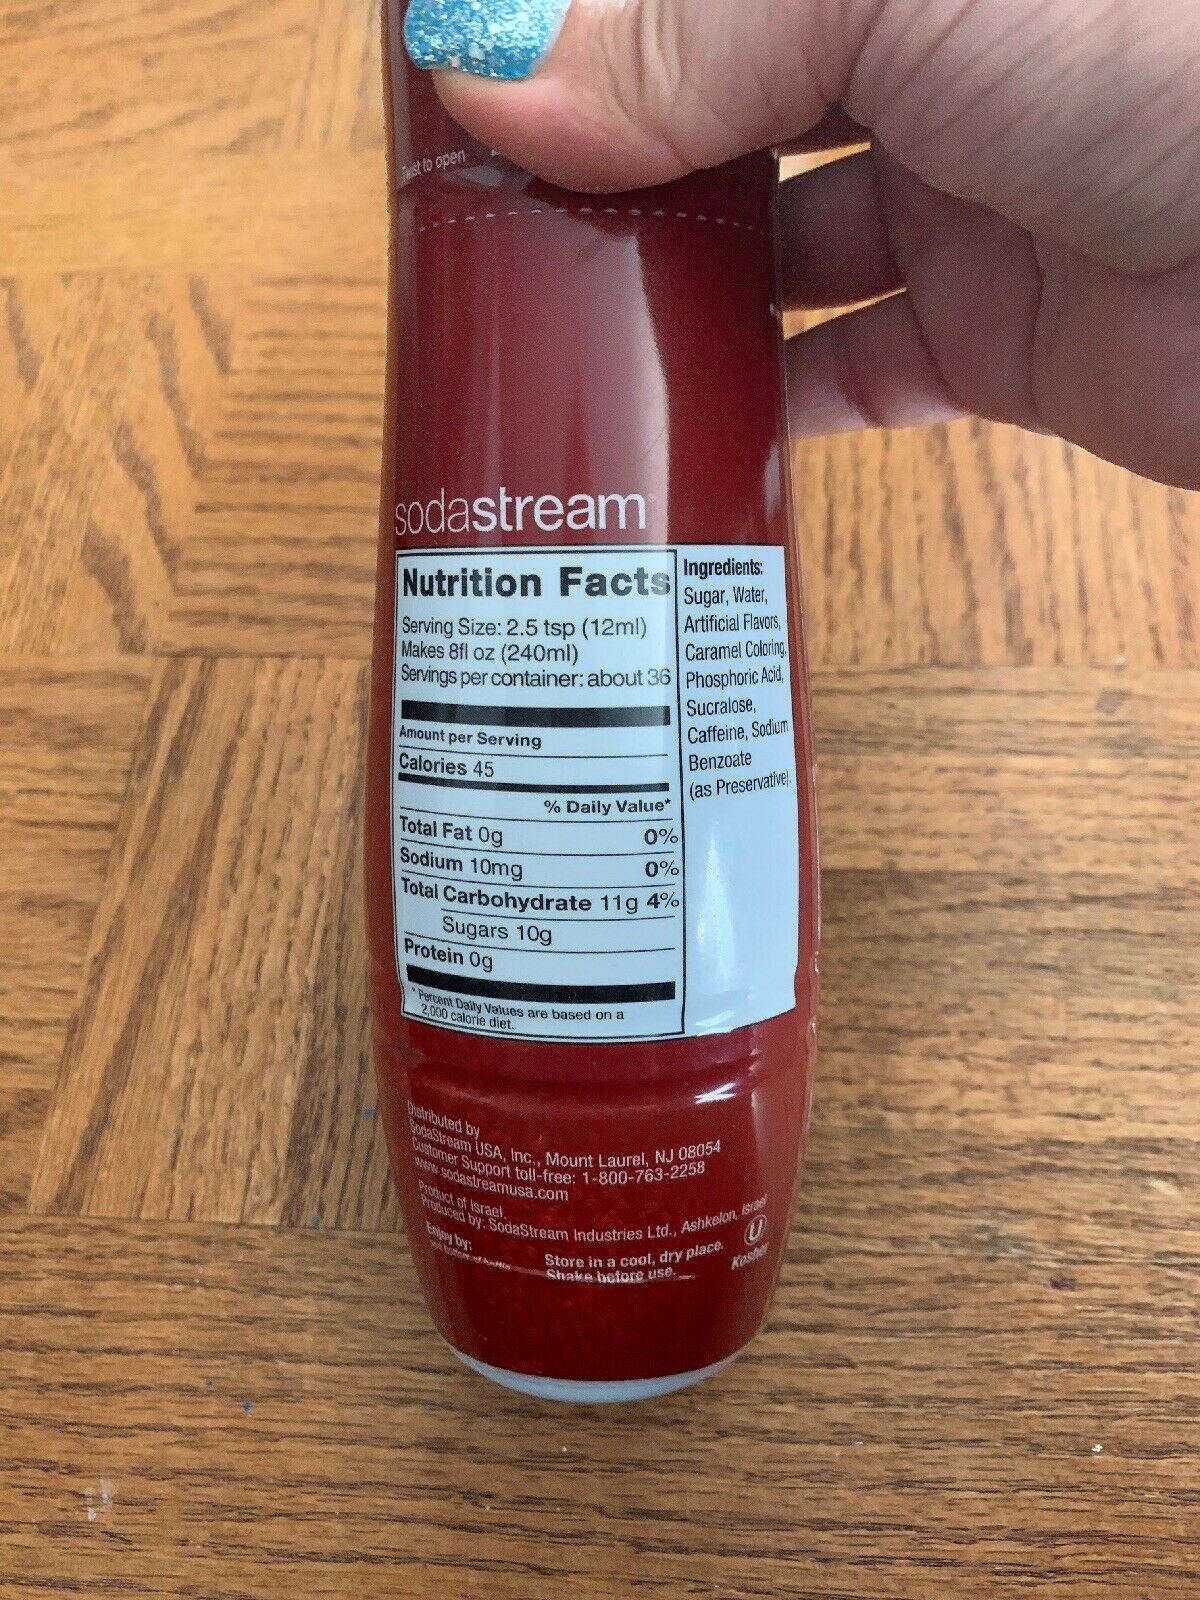 Twist to open
sodastream
Nutrition Facts
Serving Size: 2.5 tsp (12ml)
Makes 8fl oz (240ml)
Servings per container: about 36
Amount per Serving
Calories 45
% Daily Value*
Total Fat 0g 0%
Sodium 10mg 0%
Total Carbohydrate 11g 4%
Sugars 10g
Protein 0g
* Percent Daily Values are based on a
2,000 calorie diet.
Ingredients:
Sugar, Water,
Artificial Flavors,
Caramel Coloring,
Phosphoric Acid,
Sucralose,
Caffeine, Sodium
Benzoate
(as Preservative).
Distributed by
SodaStream USA, Inc., Mount Laurel, NJ 08054
Customer Support toll-free: 1-800-763-2258
www.sodastreamusa.com
Product of Israel.
Produced by: SodaStream Industries Ltd., Ashkelon, Israel
Enjoy by:
see bottom of bottle
Store in a cool, dry place.
Shake before use.
U
Kosher